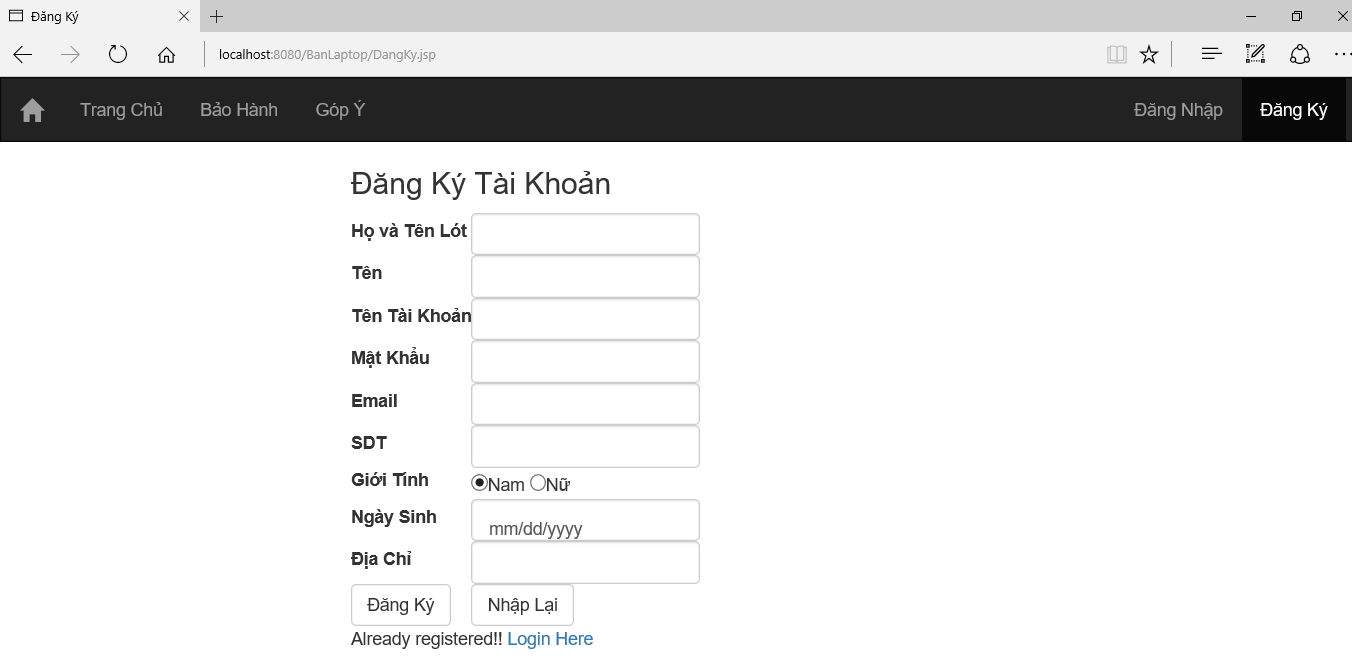 Đăng Ký
localhost:8080/BanLaptop/DangKy.jsp
Trang Chủ Bảo Hành Góp Ý Đăng Nhập Đăng Ký
Đăng Ký Tài Khoản
Họ và Tên Lót
Tên
Tên Tài Khoản
Mật Khẩu
Email
SDT
Giới Tính Nam Nữ
Ngày Sinh mm/dd/yyyy
Địa Chỉ
Đăng Ký Nhập Lại
Already registered!! Login Here